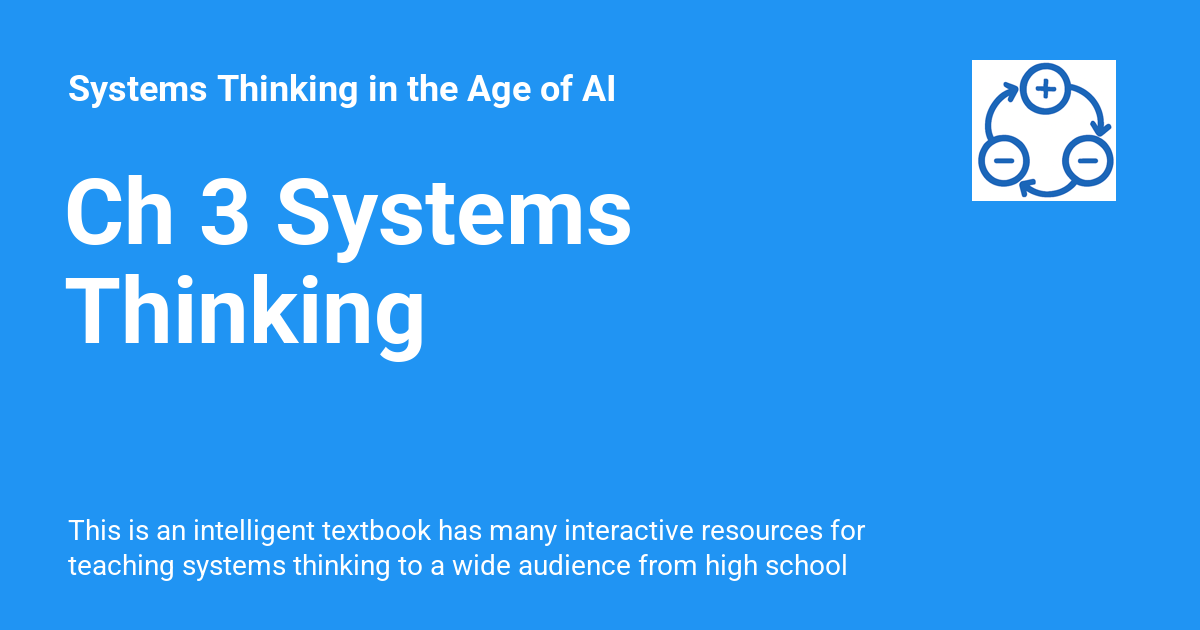 Systems Thinking in the Age of AI
Ch 3 Systems
Thinking
This is an intelligent textbook has many interactive resources for
teaching systems thinking to a wide audience from high school